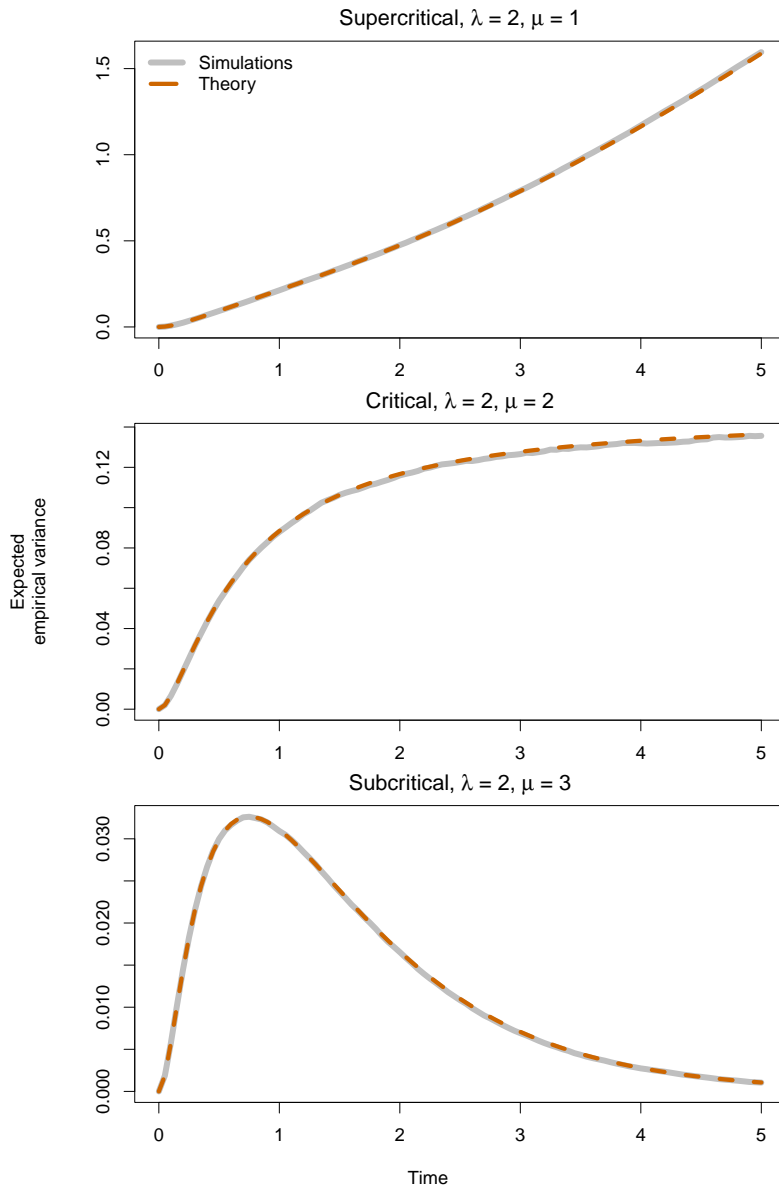 Supercritical, λ = 2, μ = 1
Simulations
Theory
1.5
1.0
0.5
0.0
0 1 2 3 4 5
Critical, λ = 2, μ = 2
Expected
empirical variance
0.12
0.08
0.04
0.00
0 1 2 3 4 5
Subcritical, λ = 2, μ = 3
0.030
0.020
0.010
0.000
0 1 2 3 4 5
Time